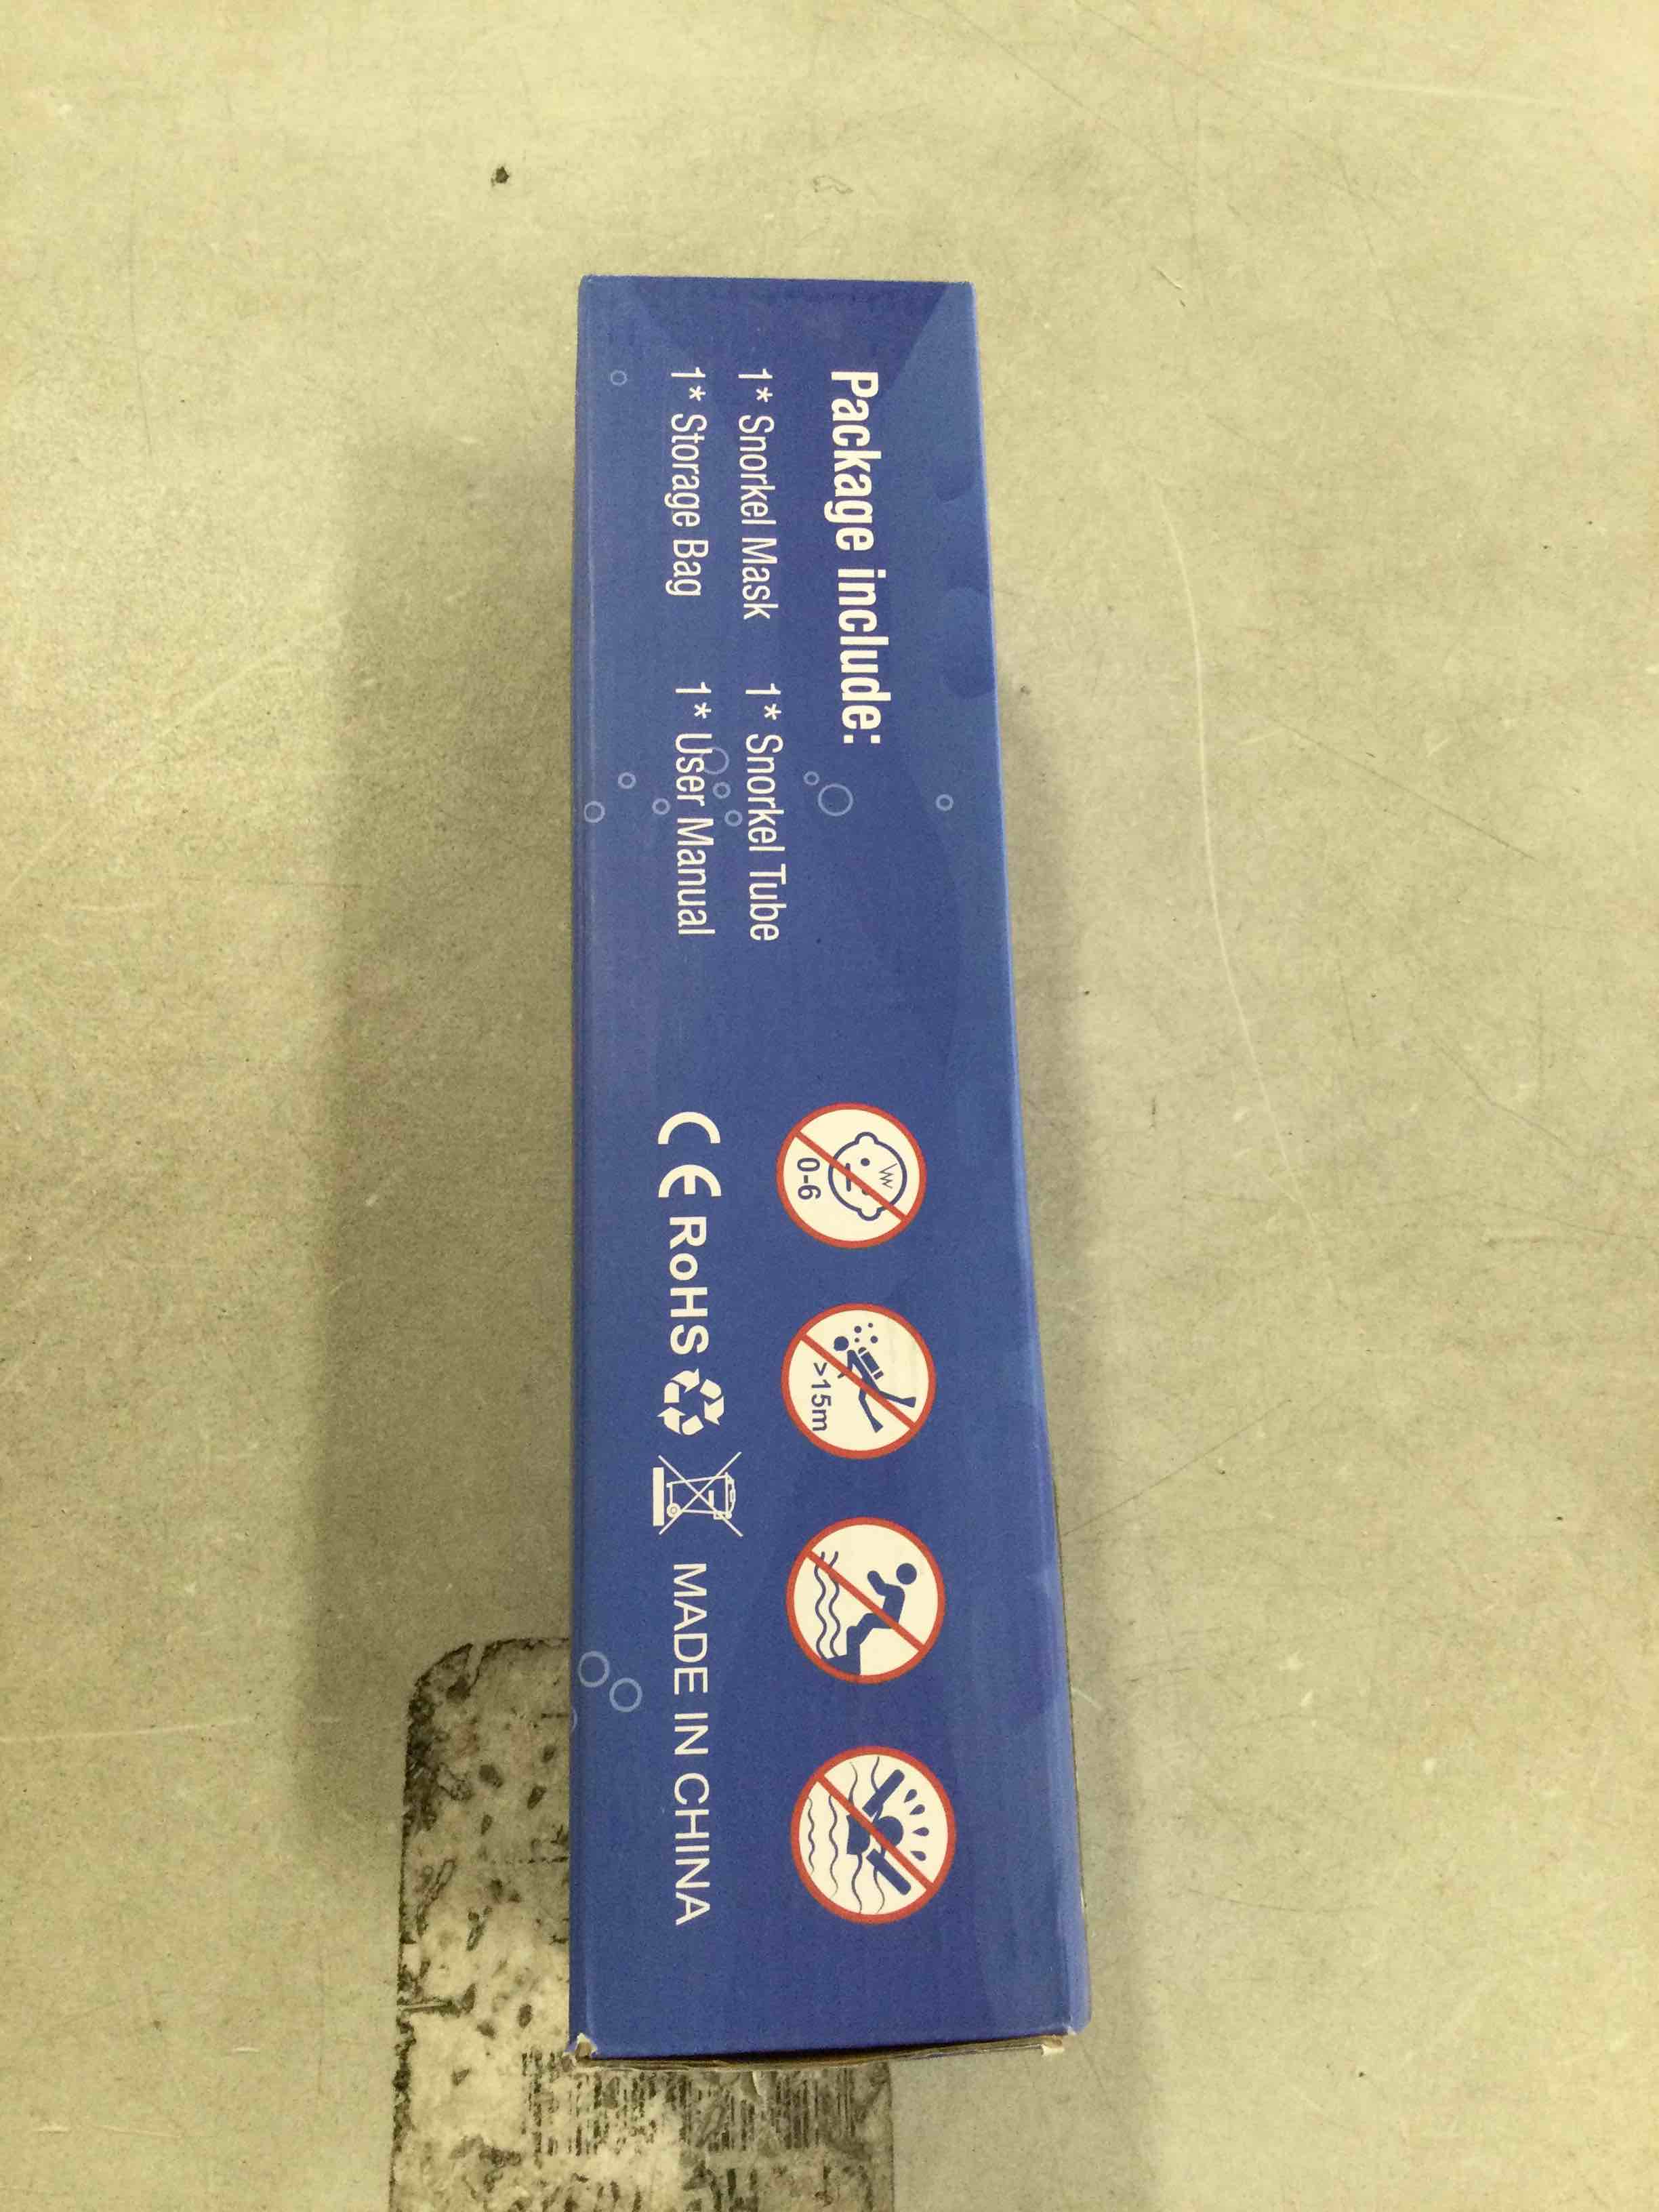 Package include:
1* Snorkel Mask 1* Snorkel Tube
1* Storage Bag 1* User Manual
0-6
>15m
CE RoHS MADE IN CHINA